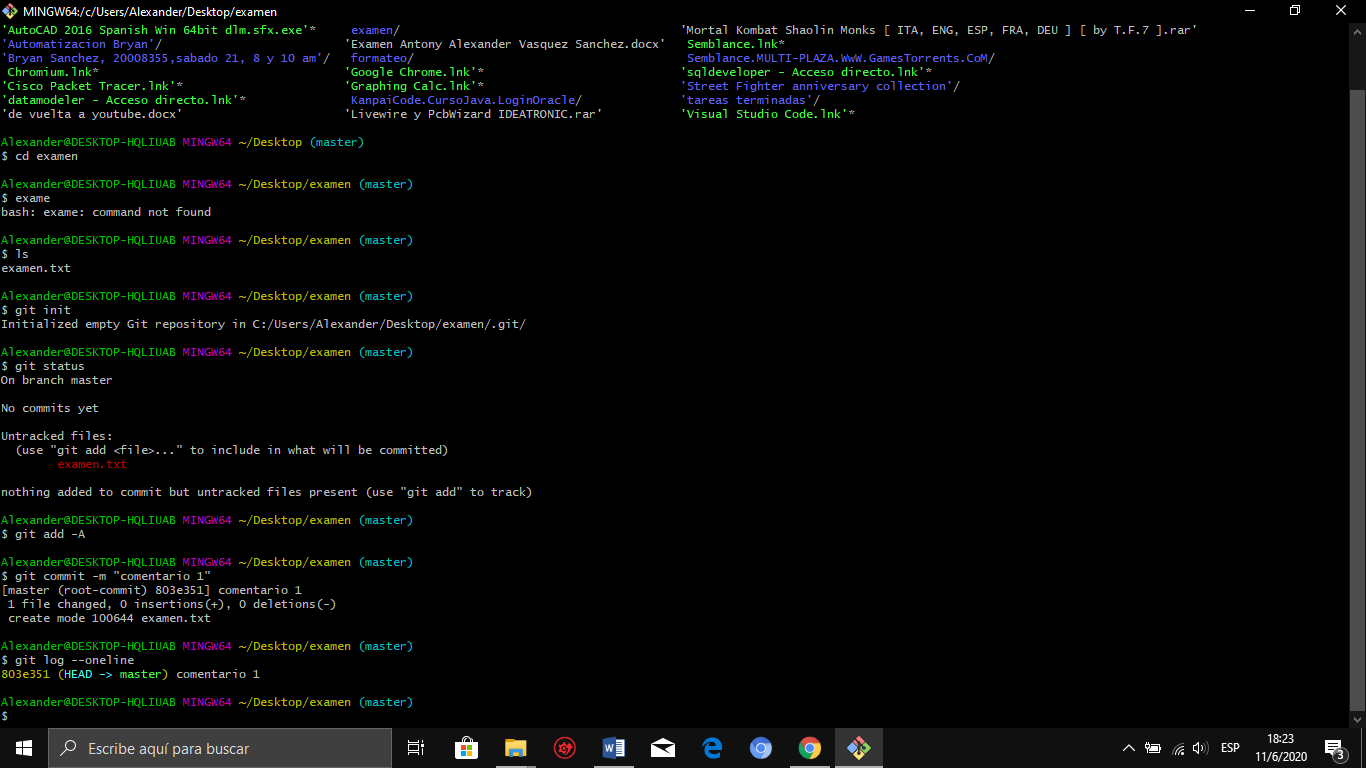 MINGW64:/c/Users/Alexander/Desktop/examen
'AutoCAD 2016 Spanish Win 64bit dlm.sfx.exe'* examen/ 'Mortal Kombat Shaolin Monks [ ITA, ENG, ESP, FRA, DEU ] [ by T.F.7 ].rar'
'Automatizacion Bryan'/ 'Examen Antony Alexander Vasquez Sanchez.docx' Semblance.lnk*
'Bryan Sanchez, 20008355,sabado 21, 8 y 10 am'/ formateo/ Semblance.MULTI-PLAZA.WwW.GamesTorrents.CoM/
Chromium.lnk* 'Google Chrome.lnk'* 'sqldeveloper - Acceso directo.lnk'*
'Cisco Packet Tracer.lnk'* 'Graphing Calc.lnk'* 'Street Fighter anniversary collection'/
'datamodeler - Acceso directo.lnk'* KanpaiCode.CursoJava.LoginOracle/ 'tareas terminadas'/
'de vuelta a youtube.docx' 'Livewire y PcbWizard IDEATRONIC.rar' 'Visual Studio Code.lnk'*
Alexander@DESKTOP-HQLIUAB MINGW64 ~/Desktop (master)
$ cd examen
Alexander@DESKTOP-HQLIUAB MINGW64 ~/Desktop/examen (master)
$ exame
bash: exame: command not found
Alexander@DESKTOP-HQLIUAB MINGW64 ~/Desktop/examen (master)
$ ls
examen.txt
Alexander@DESKTOP-HQLIUAB MINGW64 ~/Desktop/examen (master)
$ git init
Initialized empty Git repository in C:/Users/Alexander/Desktop/examen/.git/
Alexander@DESKTOP-HQLIUAB MINGW64 ~/Desktop/examen (master)
$ git status
On branch master
No commits yet
Untracked files:
(use "git add <file>..." to include in what will be committed)
examen.txt
nothing added to commit but untracked files present (use "git add" to track)
Alexander@DESKTOP-HQLIUAB MINGW64 ~/Desktop/examen (master)
$ git add -A
Alexander@DESKTOP-HQLIUAB MINGW64 ~/Desktop/examen (master)
$ git commit -m "comentario 1"
[master (root-commit) 803e351] comentario 1
1 file changed, 0 insertions(+), 0 deletions(-)
create mode 100644 examen.txt
Alexander@DESKTOP-HQLIUAB MINGW64 ~/Desktop/examen (master)
$ git log --oneline
803e351 (HEAD -> master) comentario 1
Alexander@DESKTOP-HQLIUAB MINGW64 ~/Desktop/examen (master)
$
Escribe aquí para buscar
ESP
18:23
11/6/2020
3